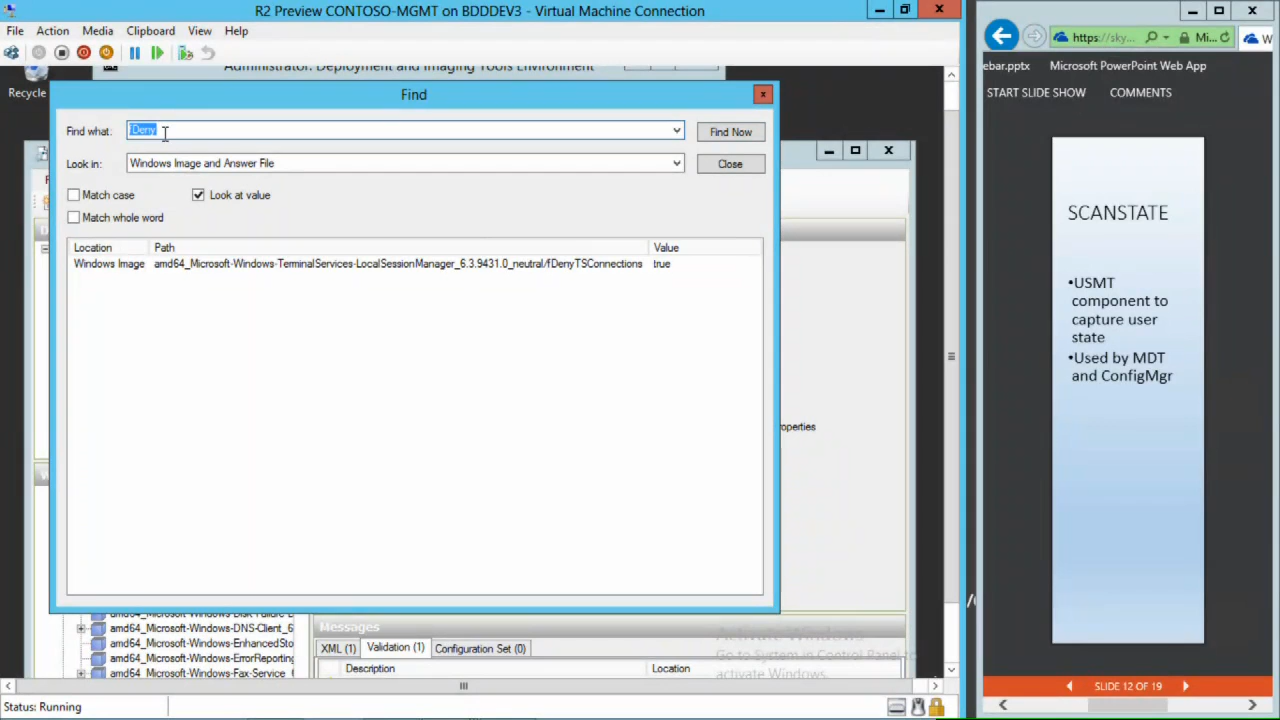 R2 Preview CONTOSO-MGMT on BDDDEV3 - Virtual Machine Connection
File Action Media Clipboard View Help
Recycle
Administrator: Deployment and Imaging Tools Environment
Find
Find what: fDeny
Find Now
Look in: Windows Image and Answer File
Close
Match case
Look at value
Match whole word
Location Path Value
Windows Image amd64_Microsoft-Windows-TerminalServices-LocalSessionManager_6.3.9431.0_neutral/fDenyTSConnections true
roperties
amd64_Microsoft-Windows-Disk-Failure-D
amd64_Microsoft-Windows-DNS-Client_6
amd64_Microsoft-Windows-EnhancedSto
amd64_Microsoft-Windows-ErrorReporting
amd64_Microsoft-Windows-Fax-Service_
Messages
XML (1) Validation (1) Configuration Set (0)
Description Location
Activate Windows
Go to System in Control Panel to
activate Windows.
Status: Running
https://sky
Mi...
W
ebar.pptx Microsoft PowerPoint Web App
START SLIDE SHOW COMMENTS
SCANSTATE
•USMT
component to
capture user
state
•Used by MDT
and ConfigMgr
SLIDE 12 OF 19